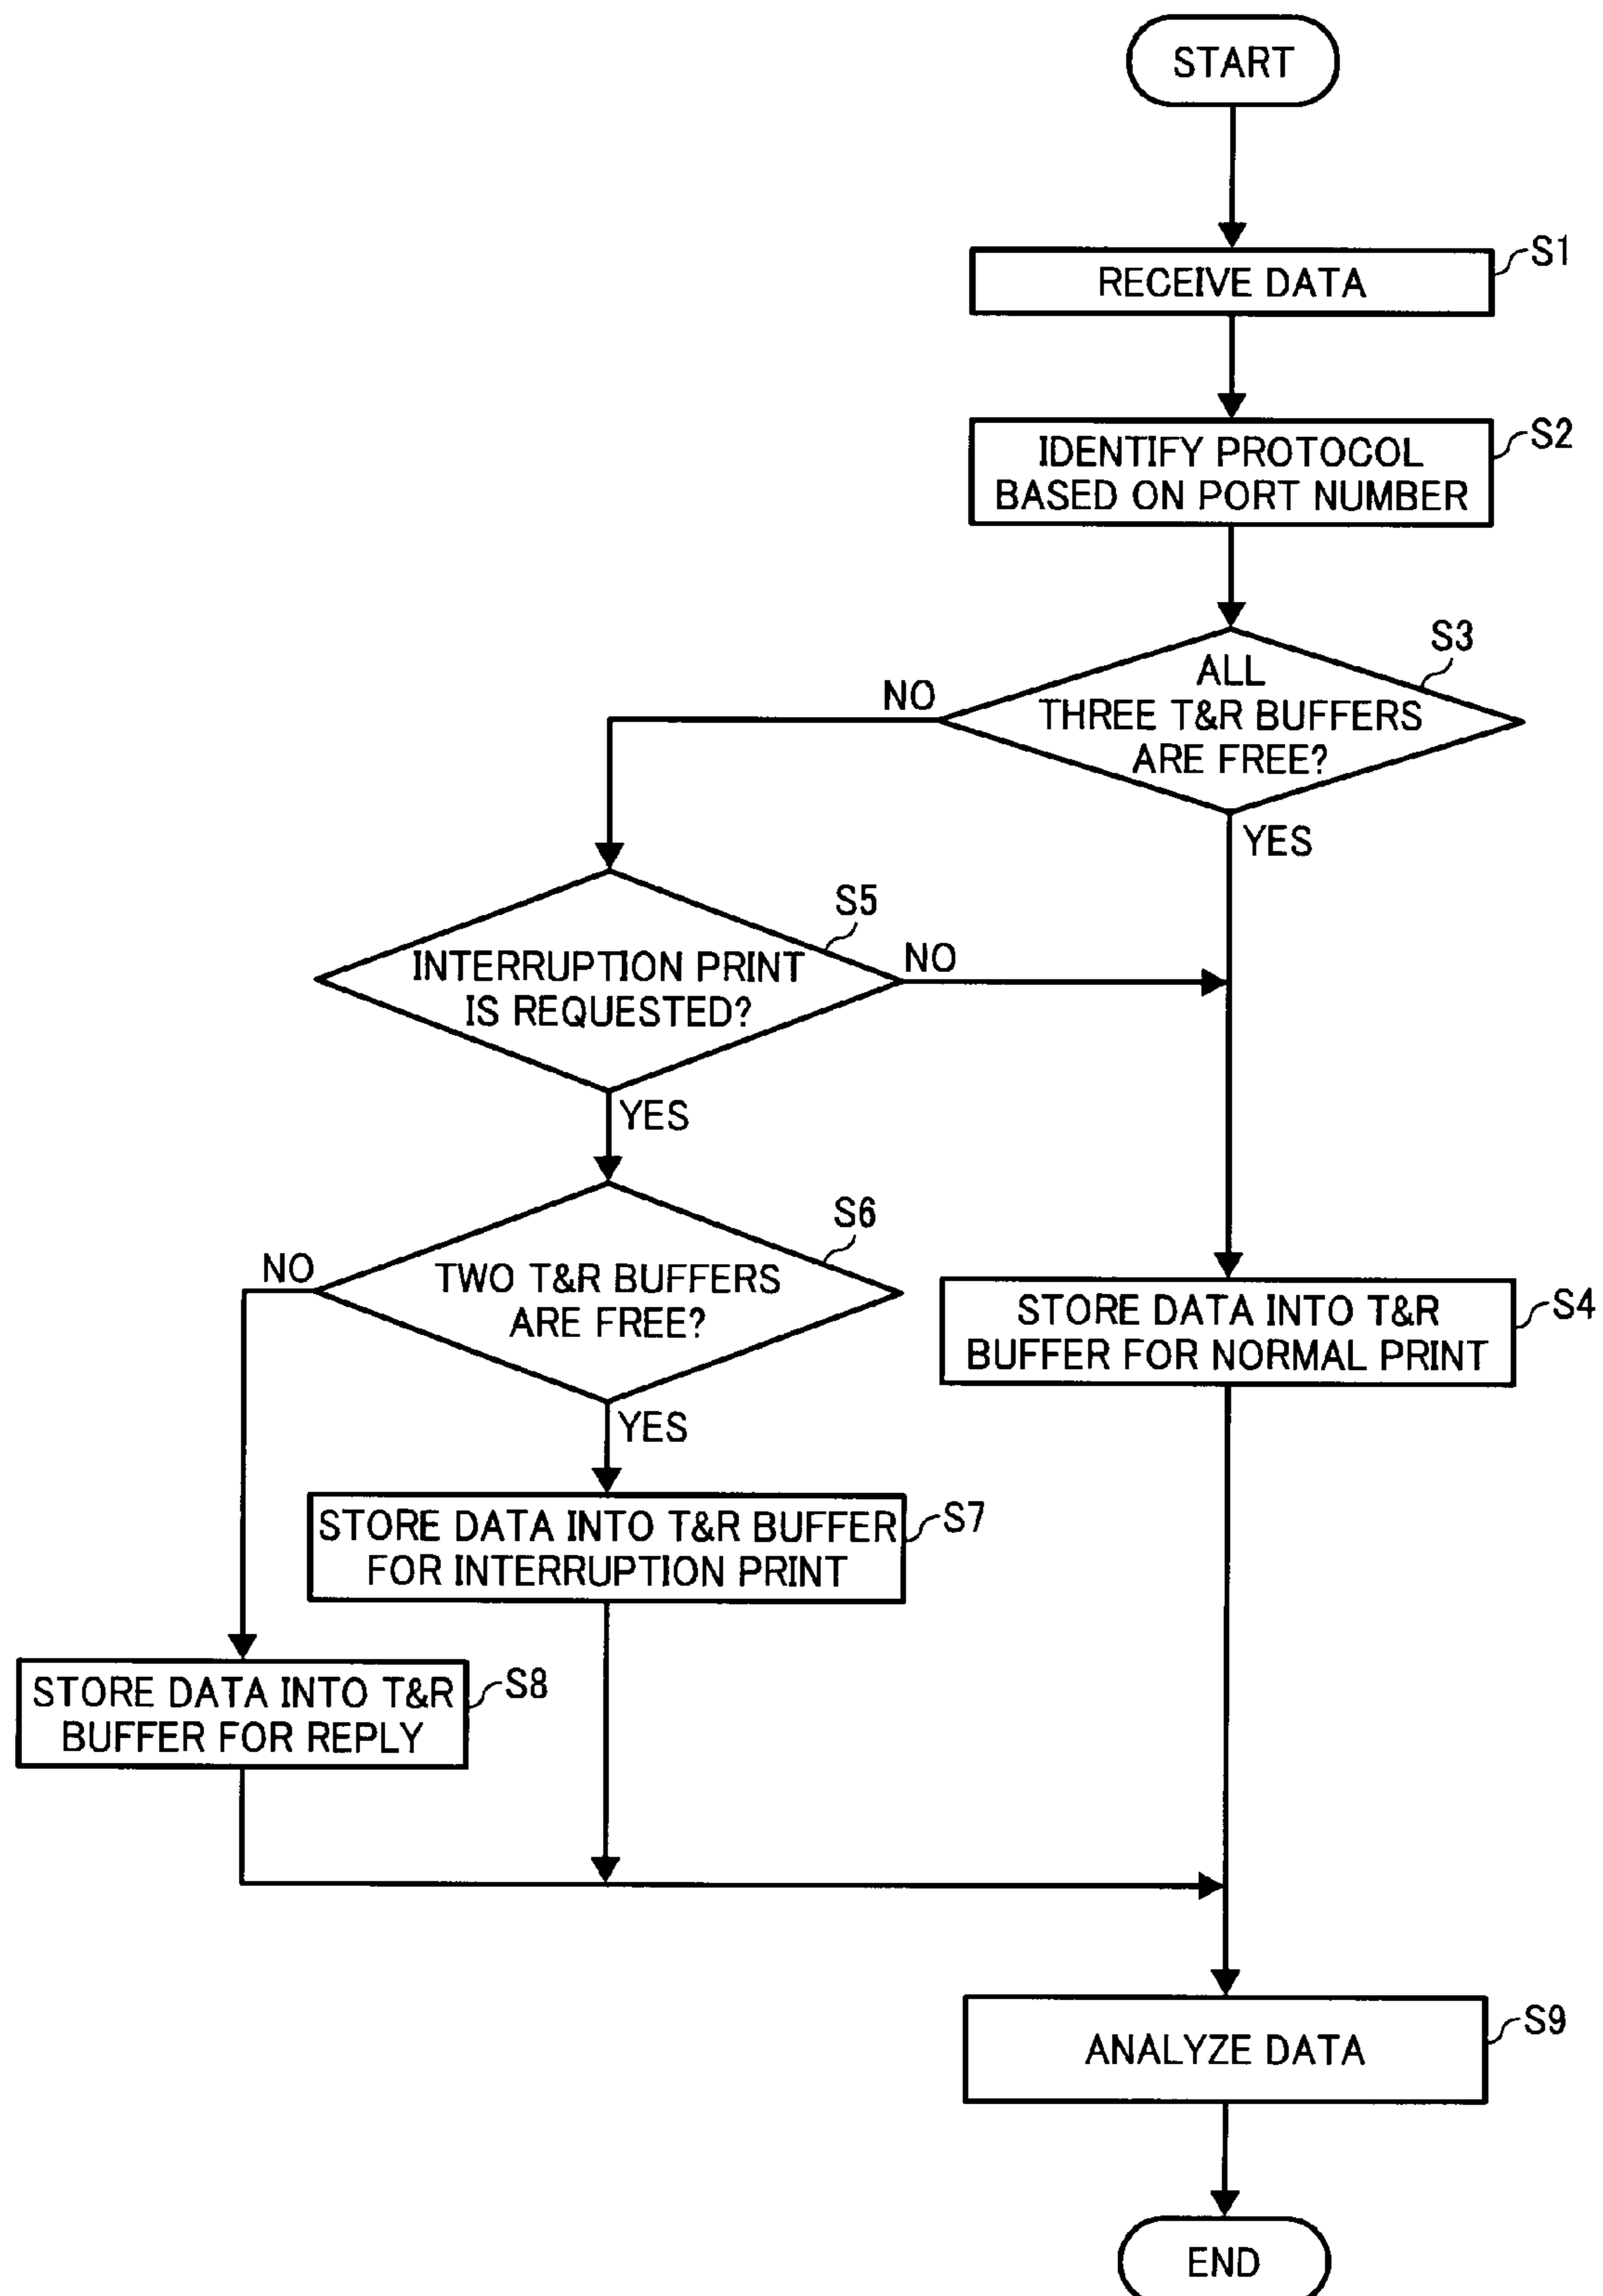 START
S1
RECEIVE DATA
S2
IDENTIFY PROTOCOL
BASED ON PORT NUMBER
S3
ALL
THREE T&R BUFFERS
ARE FREE?
NO
YES
S5
INTERRUPTION PRINT
IS REQUESTED?
NO
YES
S6
TWO T&R BUFFERS
ARE FREE?
NO
YES
S4
STORE DATA INTO T&R
BUFFER FOR NORMAL PRINT
S7
STORE DATA INTO T&R BUFFER
FOR INTERRUPTION PRINT
S8
STORE DATA INTO T&R
BUFFER FOR REPLY
S9
ANALYZE DATA
END